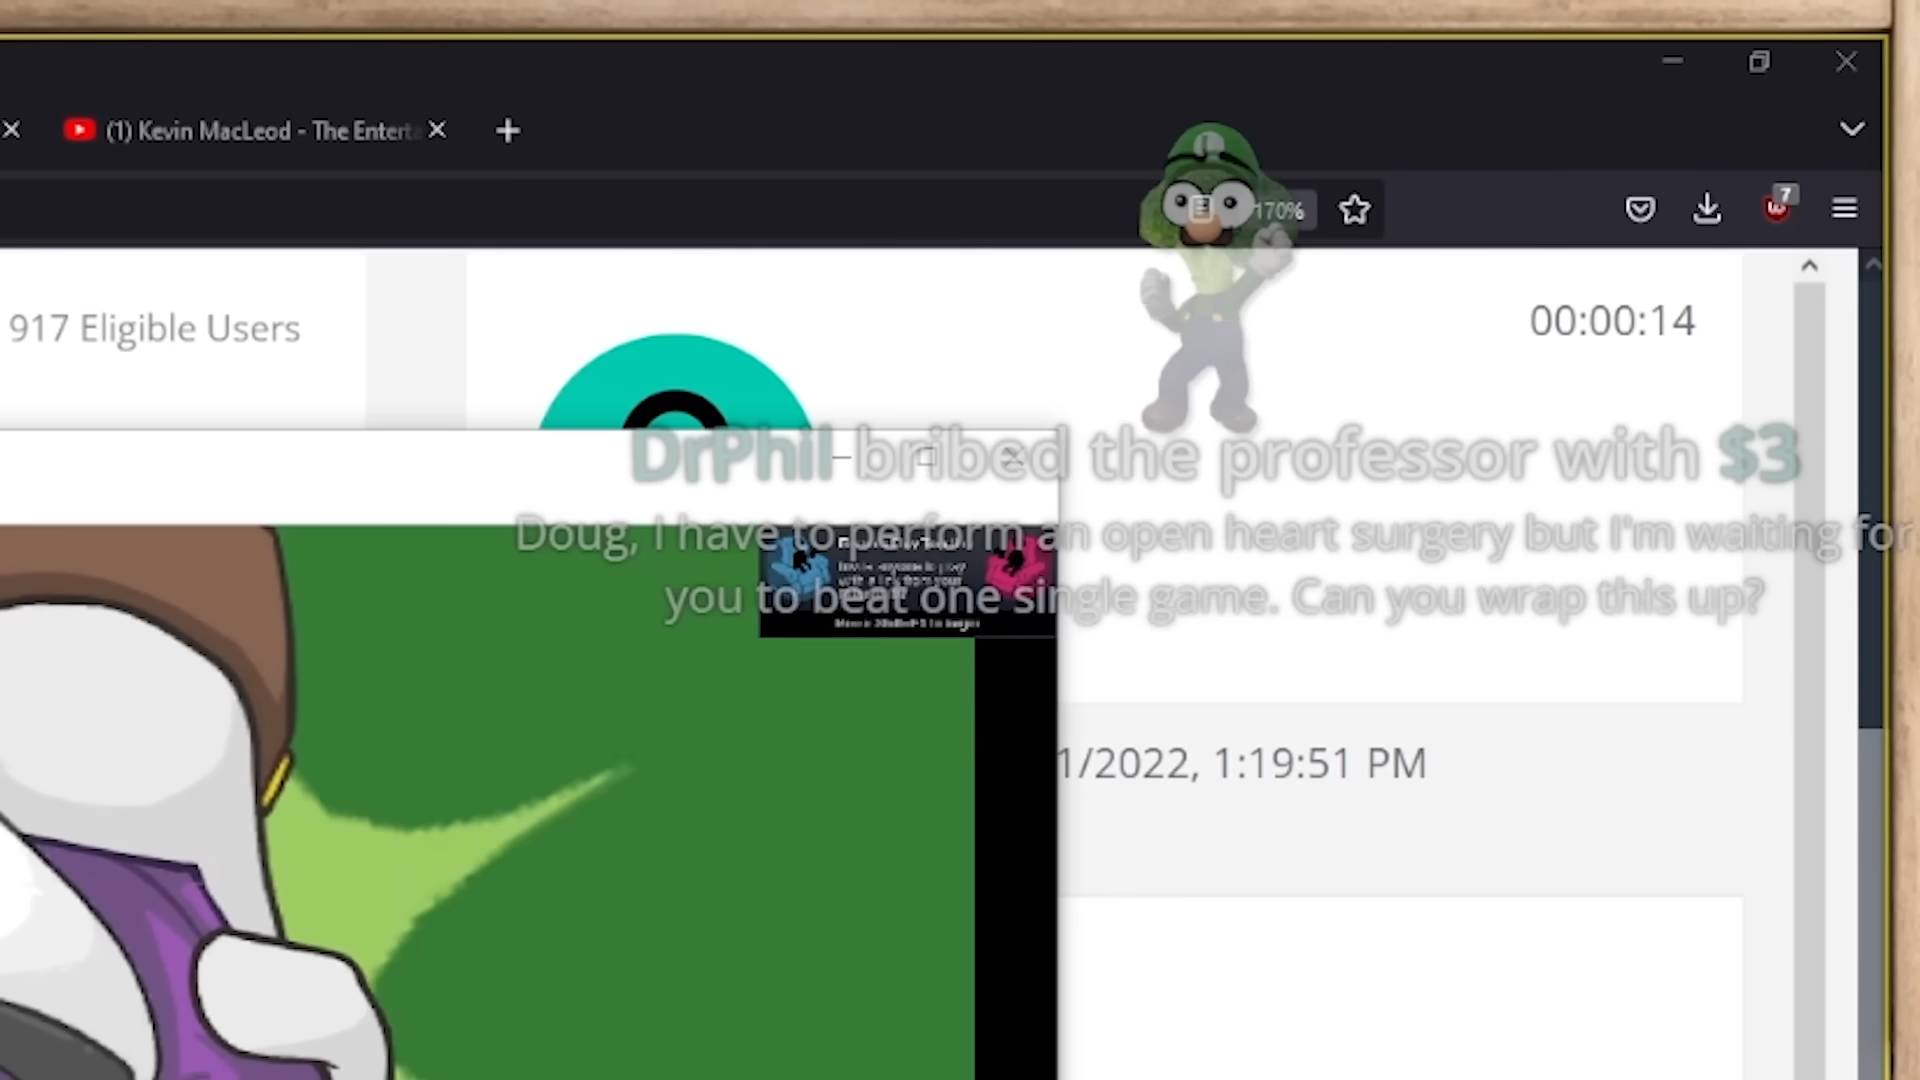 (1) Kevin MacLeod - The Enterta
170%
7
917 Eligible Users
00:00:14
DrPhil bribed the professor with $3
Doug, I have to perform an open heart surgery but I'm waiting for
you to beat one single game. Can you wrap this up?
1/2022, 1:19:51 PM